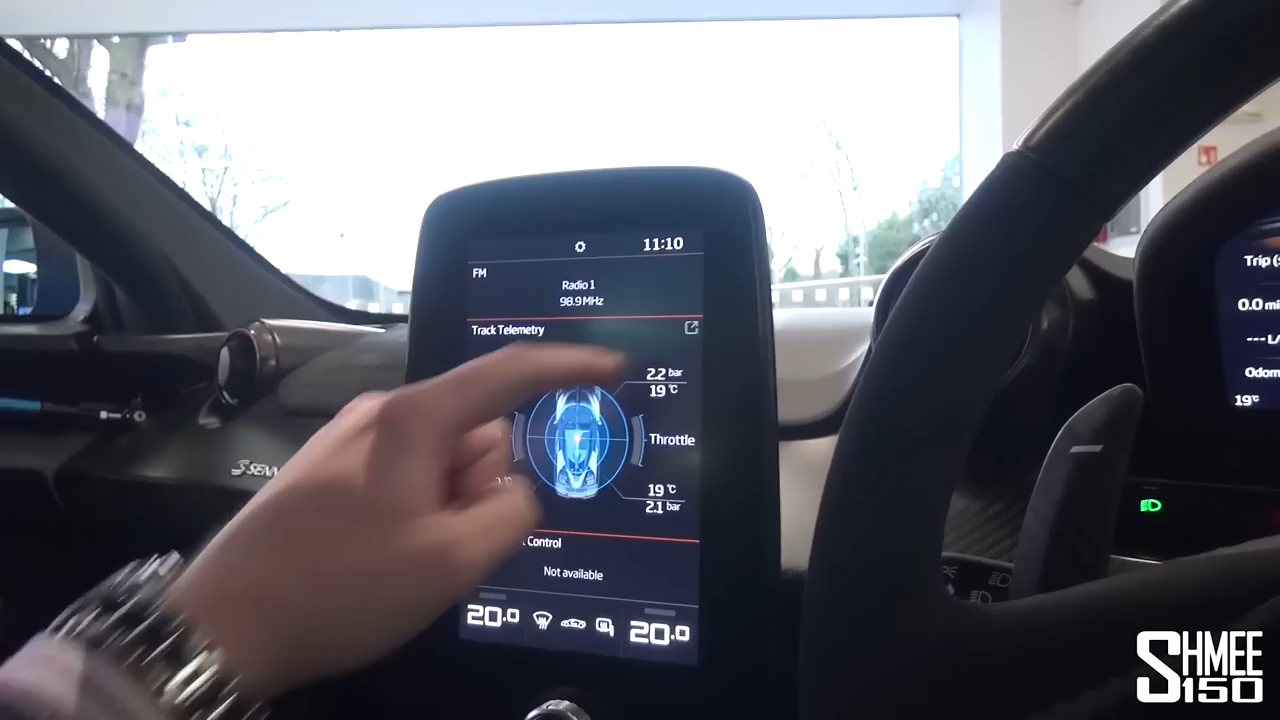 11:10
FM
Radio 1
98.9 MHz
Track Telemetry
2.2 bar
19 °C
Throttle
19 °C
2.1 bar
Control
Not available
20.0
20.0
SENN
Trip (
0.0 mi
--- L/
Odom
19°C
SHMEE
150